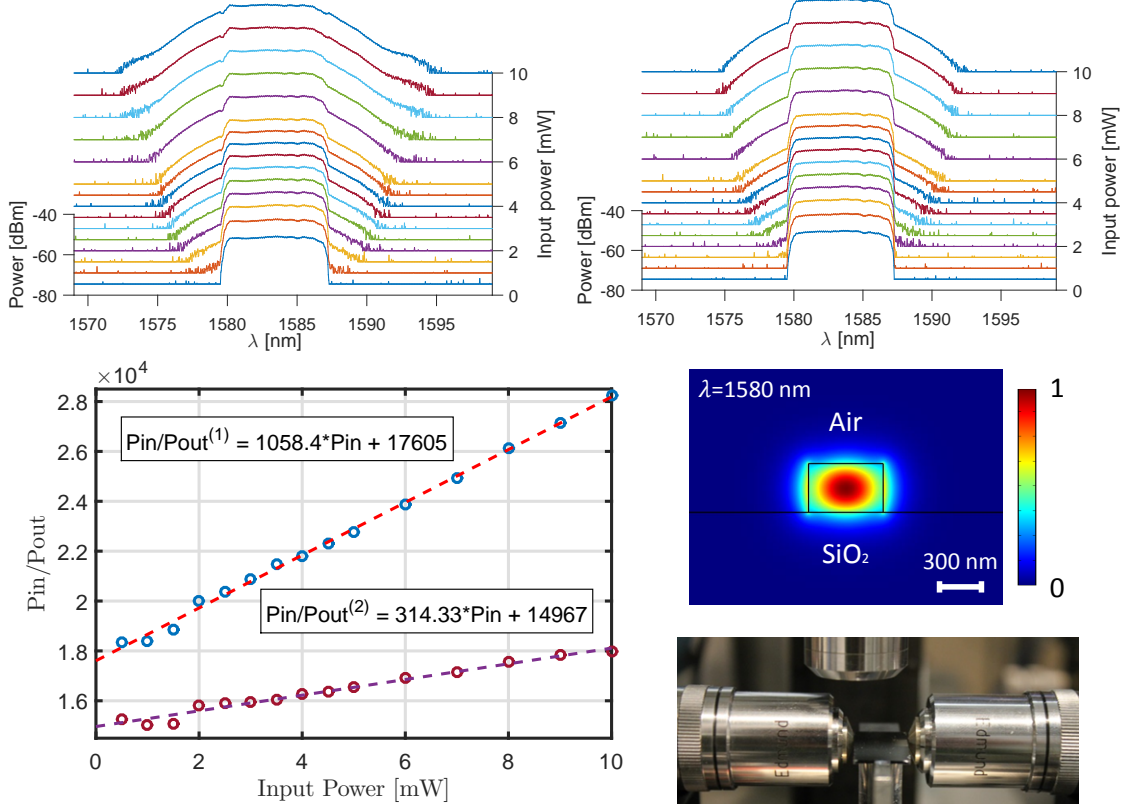 10
8
6
4
2
0
Input power [mW]
-40
-60
-80
Power [dBm]
1570 1575 1580 1585 1590 1595
λ [nm]
10
8
6
4
2
0
Input power [mW]
-40
-60
-80
Power [dBm]
1570 1575 1580 1585 1590 1595
λ [nm]
×10⁴
2.8
2.6
2.4
2.2
2
1.8
1.6
Pin/Pout
Pin/Pout⁽¹⁾ = 1058.4*Pin + 17605
Pin/Pout⁽²⁾ = 314.33*Pin + 14967
0 2 4 6 8 10
Input Power [mW]
λ=1580 nm
Air
SiO₂
300 nm
1
0
Edmund
Edmund